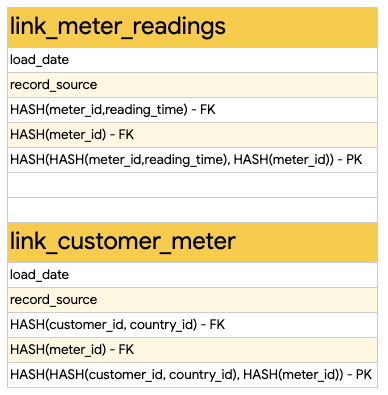 link_meter_readings
load_date
record_source
HASH(meter_id,reading_time) - FK
HASH(meter_id) - FK
HASH(HASH(meter_id,reading_time), HASH(meter_id)) - PK
link_customer_meter
load_date
record_source
HASH(customer_id, country_id) - FK
HASH(meter_id) - FK
HASH(HASH(customer_id, country_id), HASH(meter_id)) - PK